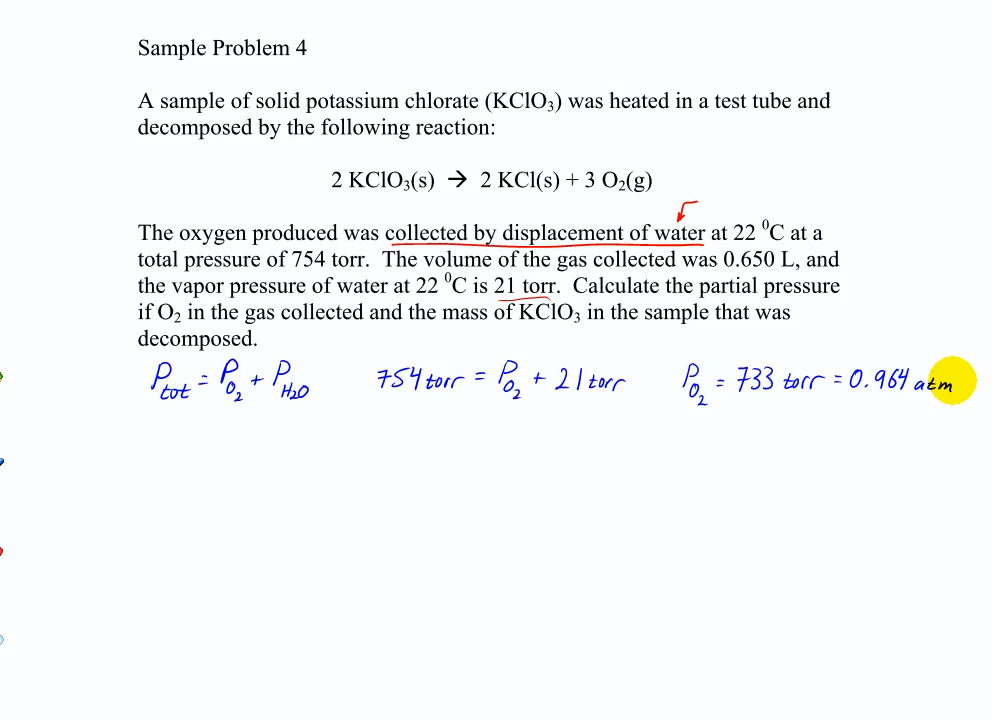 Sample Problem 4
A sample of solid potassium chlorate (KClO₃) was heated in a test tube and
decomposed by the following reaction:
2 KClO₃(s) → 2 KCl(s) + 3 O₂(g)
The oxygen produced was collected by displacement of water at 22 ⁰C at a
total pressure of 754 torr. The volume of the gas collected was 0.650 L, and
the vapor pressure of water at 22 ⁰C is 21 torr. Calculate the partial pressure
if O₂ in the gas collected and the mass of KClO₃ in the sample that was
decomposed.
P_tot = P_O₂ + P_H₂O 754 torr = P_O₂ + 21 torr P_O₂ = 733 torr = 0.964 atm